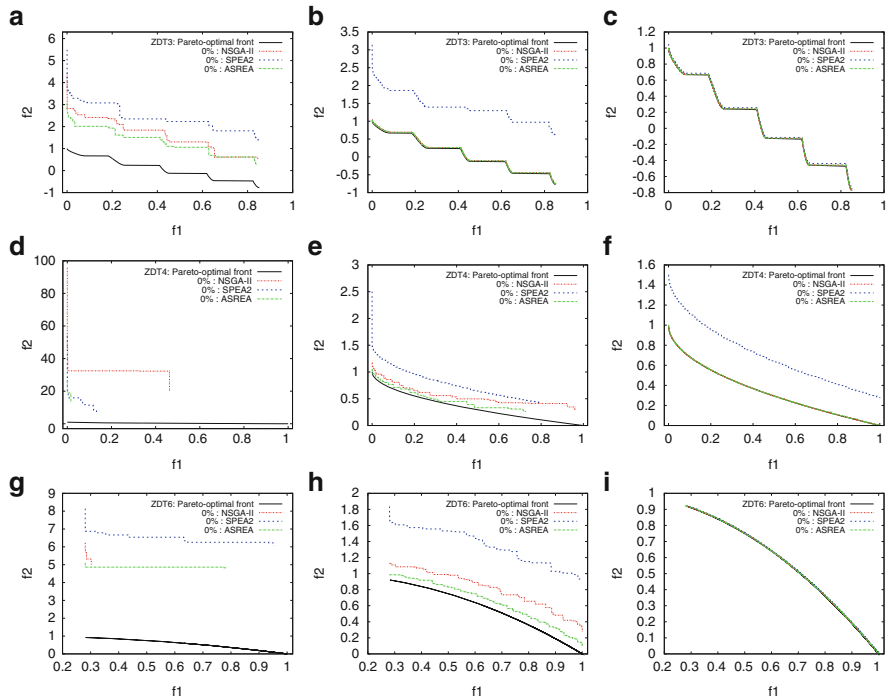 a
6
5
4
3
2
1
0
-1
f2
ZDT3: Pareto-optimal front
0% : NSGA-II
0% : SPEA2
0% : ASREA
0 0.2 0.4 0.6 0.8 1
f1
b
3.5
3
2.5
2
1.5
1
0.5
0
-0.5
-1
f2
ZDT3: Pareto-optimal front
0% : NSGA-II
0% : SPEA2
0% : ASREA
0 0.2 0.4 0.6 0.8 1
f1
c
1.2
1
0.8
0.6
0.4
0.2
0
-0.2
-0.4
-0.6
-0.8
f2
ZDT3: Pareto-optimal front
0% : NSGA-II
0% : SPEA2
0% : ASREA
0 0.2 0.4 0.6 0.8 1
f1
d
100
80
60
40
20
0
f2
ZDT4: Pareto-optimal front
0% : NSGA-II
0% : SPEA2
0% : ASREA
0 0.2 0.4 0.6 0.8 1
f1
e
3
2.5
2
1.5
1
0.5
0
f2
ZDT4: Pareto-optimal front
0% : NSGA-II
0% : SPEA2
0% : ASREA
0 0.2 0.4 0.6 0.8 1
f1
f
1.6
1.4
1.2
1
0.8
0.6
0.4
0.2
0
f2
ZDT4: Pareto-optimal front
0% : NSGA-II
0% : SPEA2
0% : ASREA
0 0.2 0.4 0.6 0.8 1
f1
g
9
8
7
6
5
4
3
2
1
0
f2
ZDT6: Pareto-optimal front
0% : NSGA-II
0% : SPEA2
0% : ASREA
0.2 0.3 0.4 0.5 0.6 0.7 0.8 0.9 1
f1
h
2
1.8
1.6
1.4
1.2
1
0.8
0.6
0.4
0.2
0
f2
ZDT6: Pareto-optimal front
0% : NSGA-II
0% : SPEA2
0% : ASREA
0.2 0.3 0.4 0.5 0.6 0.7 0.8 0.9 1
f1
i
1
0.9
0.8
0.7
0.6
0.5
0.4
0.3
0.2
0.1
0
f2
ZDT6: Pareto-optimal front
0% : NSGA-II
0% : SPEA2
0% : ASREA
0.2 0.3 0.4 0.5 0.6 0.7 0.8 0.9 1
f1